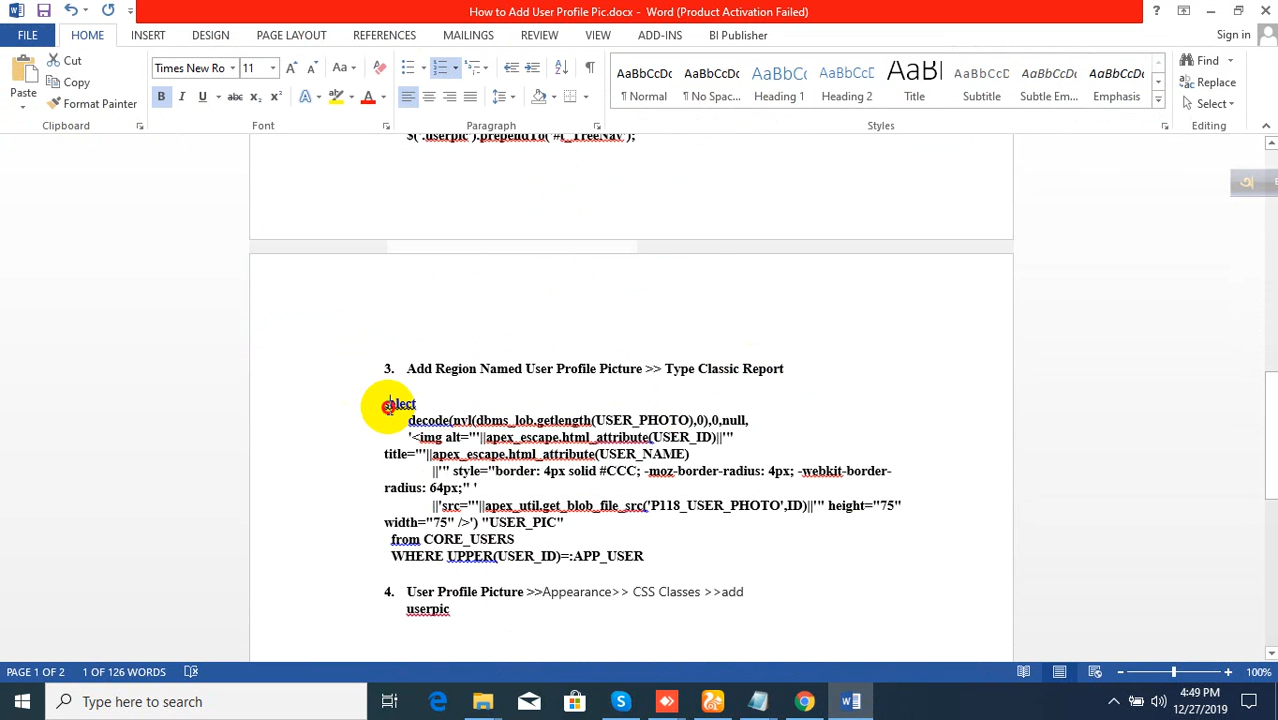 How to Add User Profile Pic.docx - Word (Product Activation Failed)
FILE HOME INSERT DESIGN PAGE LAYOUT REFERENCES MAILINGS REVIEW VIEW ADD-INS BI Publisher Sign in
Paste
Cut
Copy
Format Painter
Clipboard
Times New Ro 11
Font
Paragraph
AaBbCcDc AaBbCcDc AaBbCc AaBbCcD AaBl AaBbCcD AaBbCcDc AaBbCcDc
¶ Normal ¶ No Spac... Heading 1 Heading 2 Title Subtitle Subtle Em... Emphasis
Styles
Find
Replace
Select
Editing
$('.userpic').prependTo('#t_TreeNav');
3. Add Region Named User Profile Picture >> Type Classic Report
select
decode(nvl(dbms_lob.getlength(USER_PHOTO),0),0,null,
'<img alt="'||apex_escape.html_attribute(USER_ID)||'"
title="'||apex_escape.html_attribute(USER_NAME)
||'" style="border: 4px solid #CCC; -moz-border-radius: 4px; -webkit-border-
radius: 64px;" '
||'src="'||apex_util.get_blob_file_src('P118_USER_PHOTO',ID)||'" height="75"
width="75" />') "USER_PIC"
from CORE_USERS
WHERE UPPER(USER_ID)=:APP_USER
4. User Profile Picture >>Appearance>> CSS Classes >>add
userpic
PAGE 1 OF 2 1 OF 126 WORDS 100%
Type here to search
4:49 PM
12/27/2019